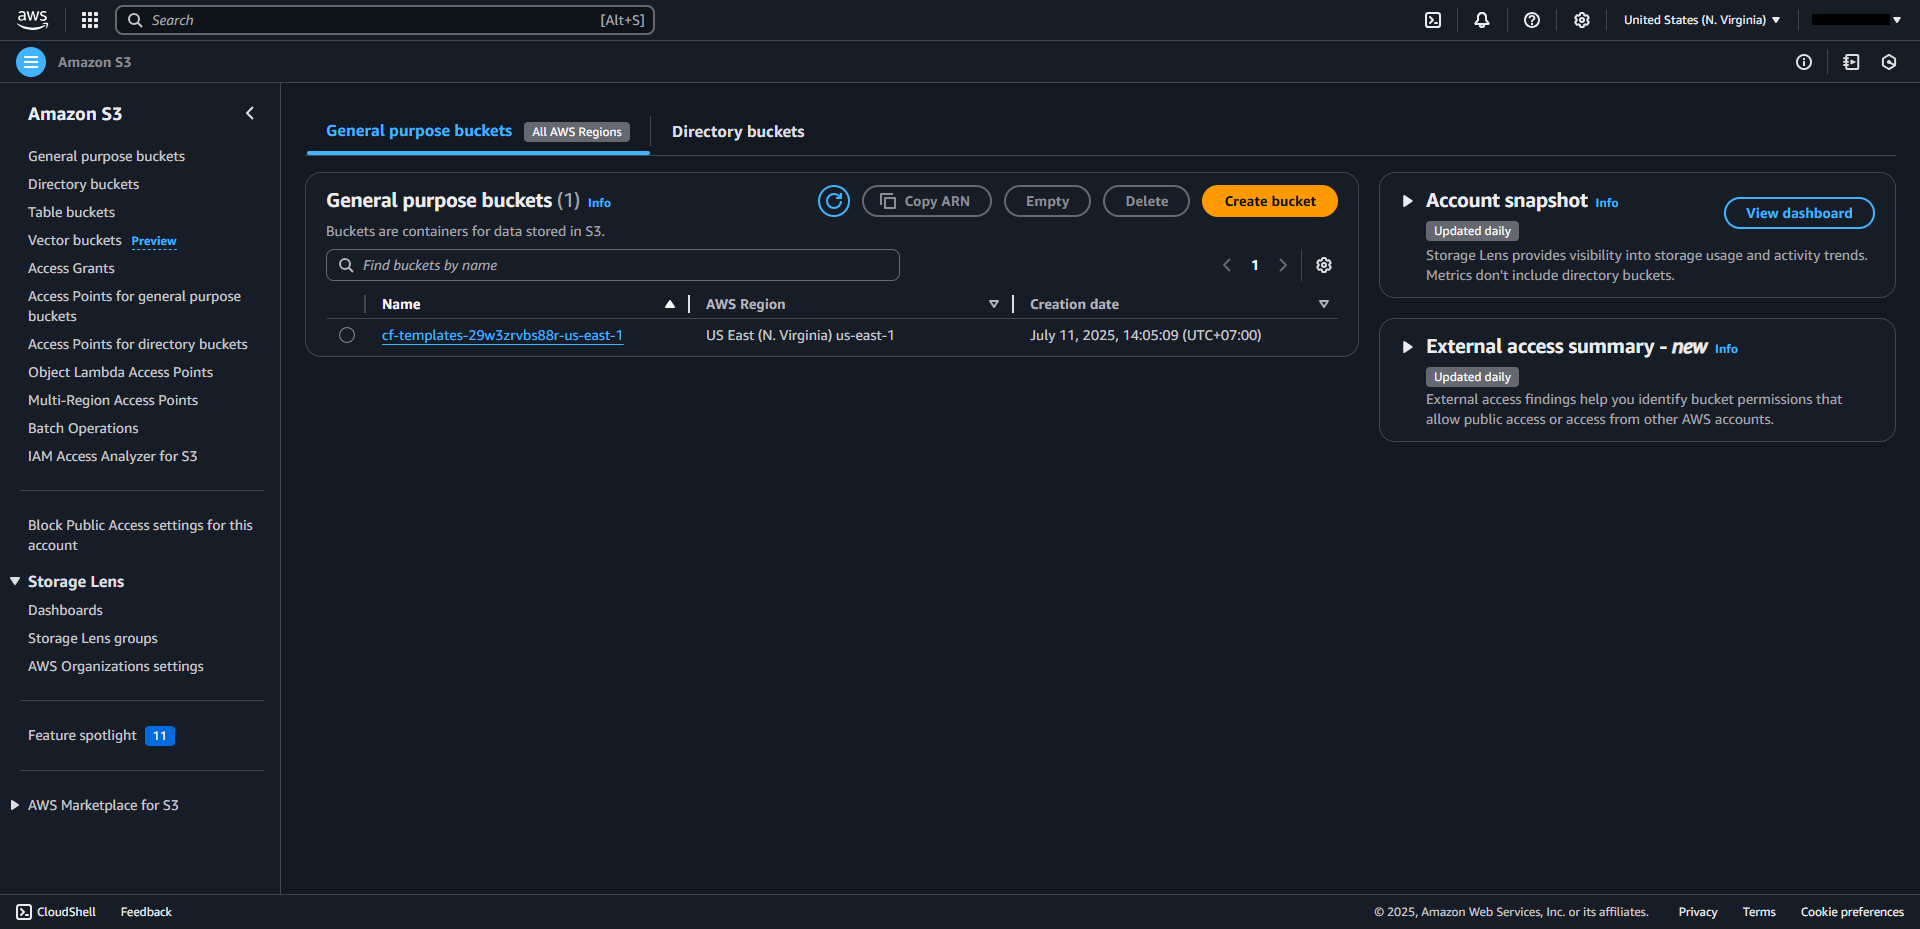 aws
Search [Alt+S]
United States (N. Virginia)
Amazon S3
Amazon S3
General purpose buckets
Directory buckets
Table buckets
Vector buckets Preview
Access Grants
Access Points for general purpose
buckets
Access Points for directory buckets
Object Lambda Access Points
Multi-Region Access Points
Batch Operations
IAM Access Analyzer for S3
Block Public Access settings for this
account
Storage Lens
Dashboards
Storage Lens groups
AWS Organizations settings
Feature spotlight 11
AWS Marketplace for S3
General purpose buckets All AWS Regions Directory buckets
General purpose buckets (1) Info Copy ARN Empty Delete Create bucket
Buckets are containers for data stored in S3.
Find buckets by name 1
Name AWS Region Creation date
cf-templates-29w3zrvbs88r-us-east-1 US East (N. Virginia) us-east-1 July 11, 2025, 14:05:09 (UTC+07:00)
Account snapshot Info View dashboard
Updated daily
Storage Lens provides visibility into storage usage and activity trends.
Metrics don't include directory buckets.
External access summary - new Info
Updated daily
External access findings help you identify bucket permissions that
allow public access or access from other AWS accounts.
CloudShell Feedback © 2025, Amazon Web Services, Inc. or its affiliates. Privacy Terms Cookie preferences